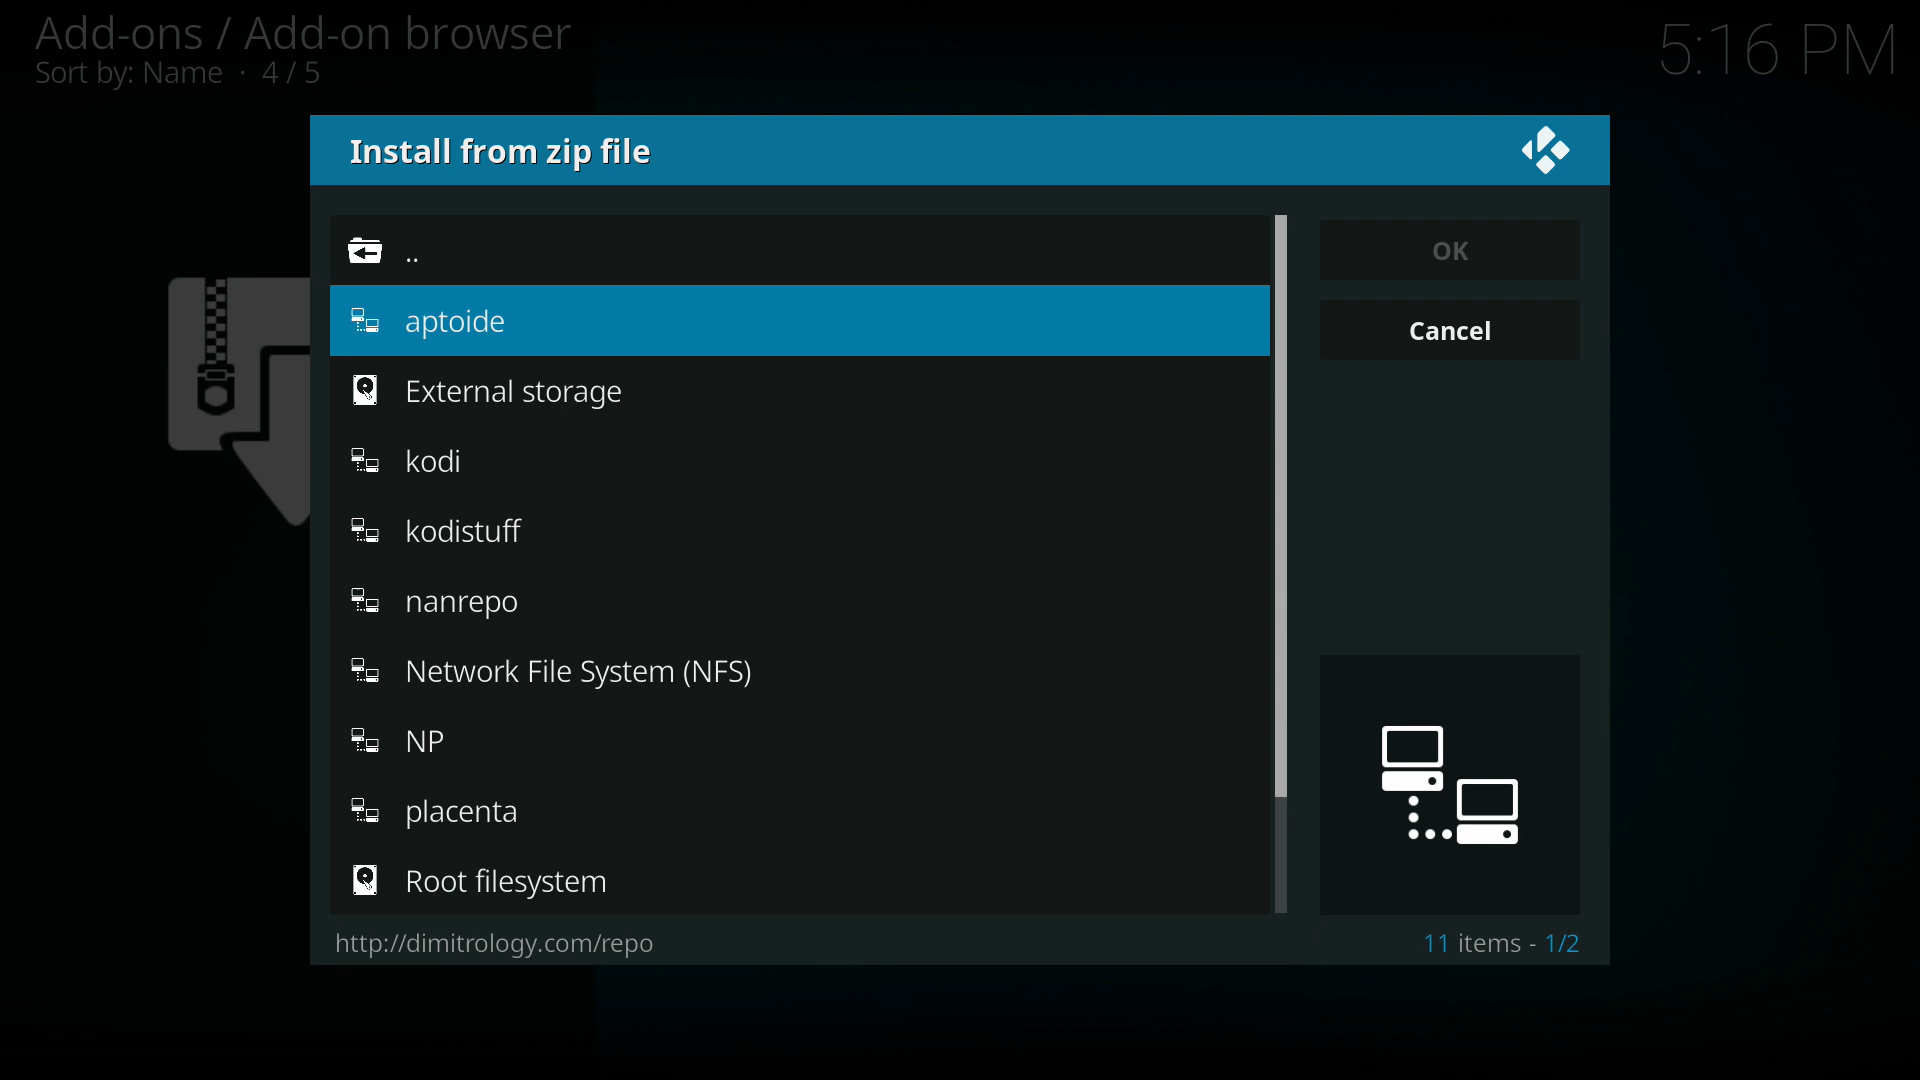 Add-ons / Add-on browser
Sort by: Name · 4 / 5
5:16 PM
Install from zip file
..
aptoide
External storage
kodi
kodistuff
nanrepo
Network File System (NFS)
NP
placenta
Root filesystem
OK
Cancel
http://dimitrology.com/repo
11 items - 1/2